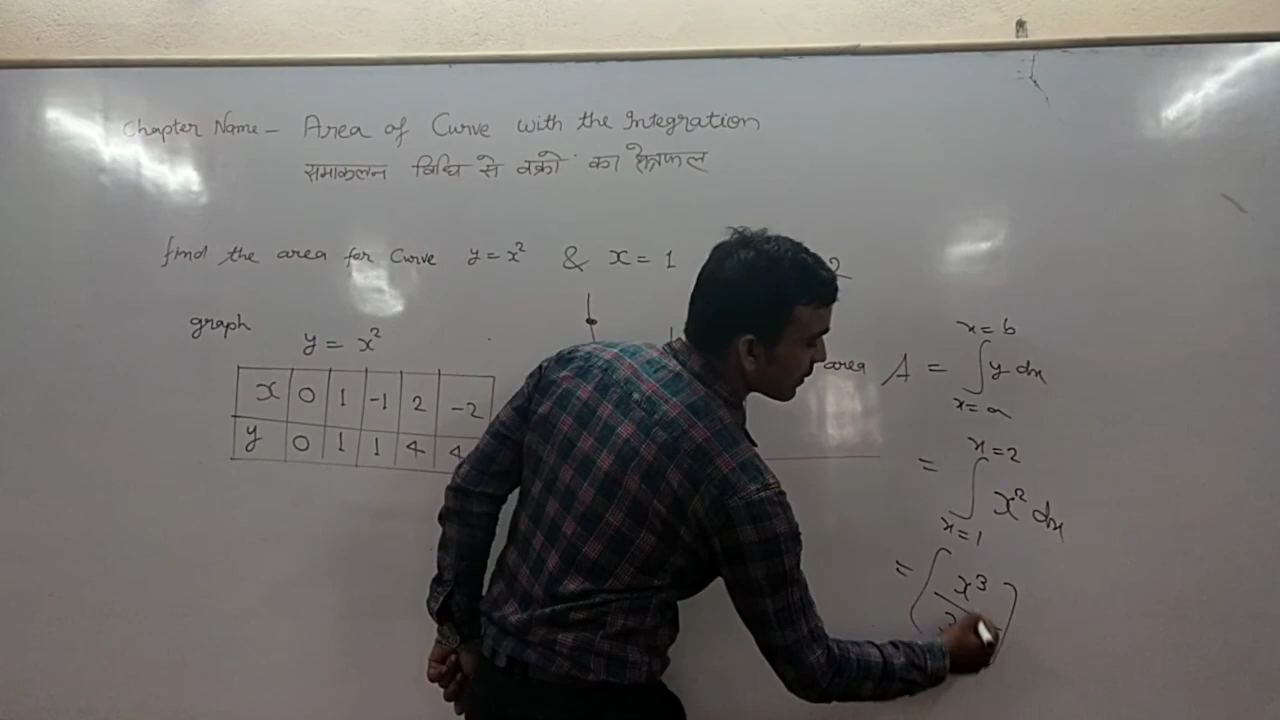 Chapter Name - Area of Curve with the Integration
समाकलन बिधि से वक्रो का क्षेत्रफल
find the area for Curve y = x² & x = 1 2
graph
y = x²
x 0 1 -1 2 -2
y 0 1 1 4 4
area A = ∫ y dx
x = b
x = a
= ∫ x² dx
x = 2
x = 1
= [x³